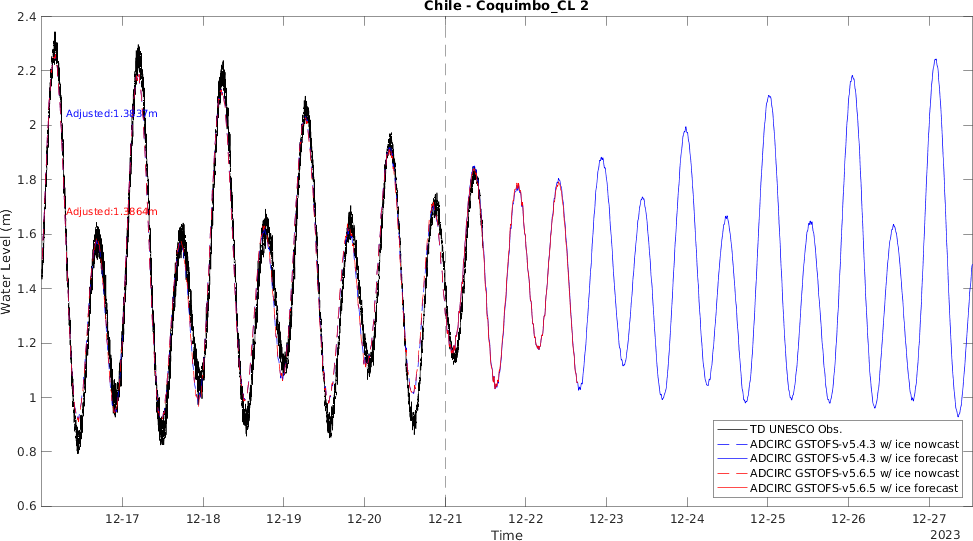 Chile - Coquimbo_CL 2
2.4
2.2
2
1.8
1.6
1.4
1.2
1
0.8
0.6
Water Level (m)
Adjusted:1.3837m
Adjusted:1.3864m
TD UNESCO Obs.
ADCIRC GSTOFS-v5.4.3 w/ ice nowcast
ADCIRC GSTOFS-v5.4.3 w/ ice forecast
ADCIRC GSTOFS-v5.6.5 w/ ice nowcast
ADCIRC GSTOFS-v5.6.5 w/ ice forecast
12-17 12-18 12-19 12-20 12-21 12-22 12-23 12-24 12-25 12-26 12-27
Time
2023